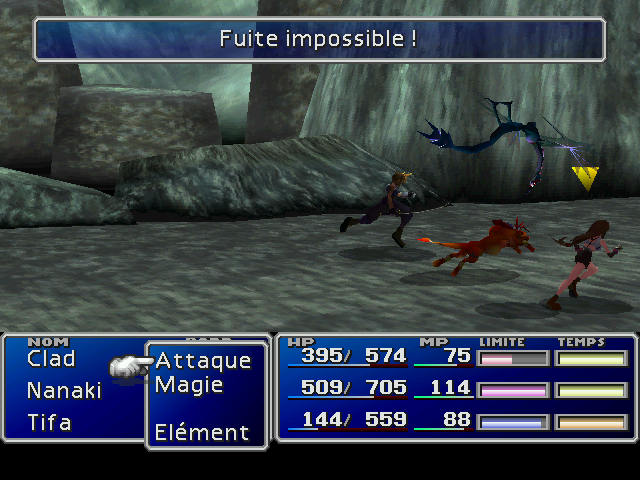 Fuite impossible !
NOM
HP MP LIMITE TEMPS
Clad 395/ 574 75
Nanaki 509/ 705 114
Tifa 144/ 559 88
Attaque
Magie
Elément